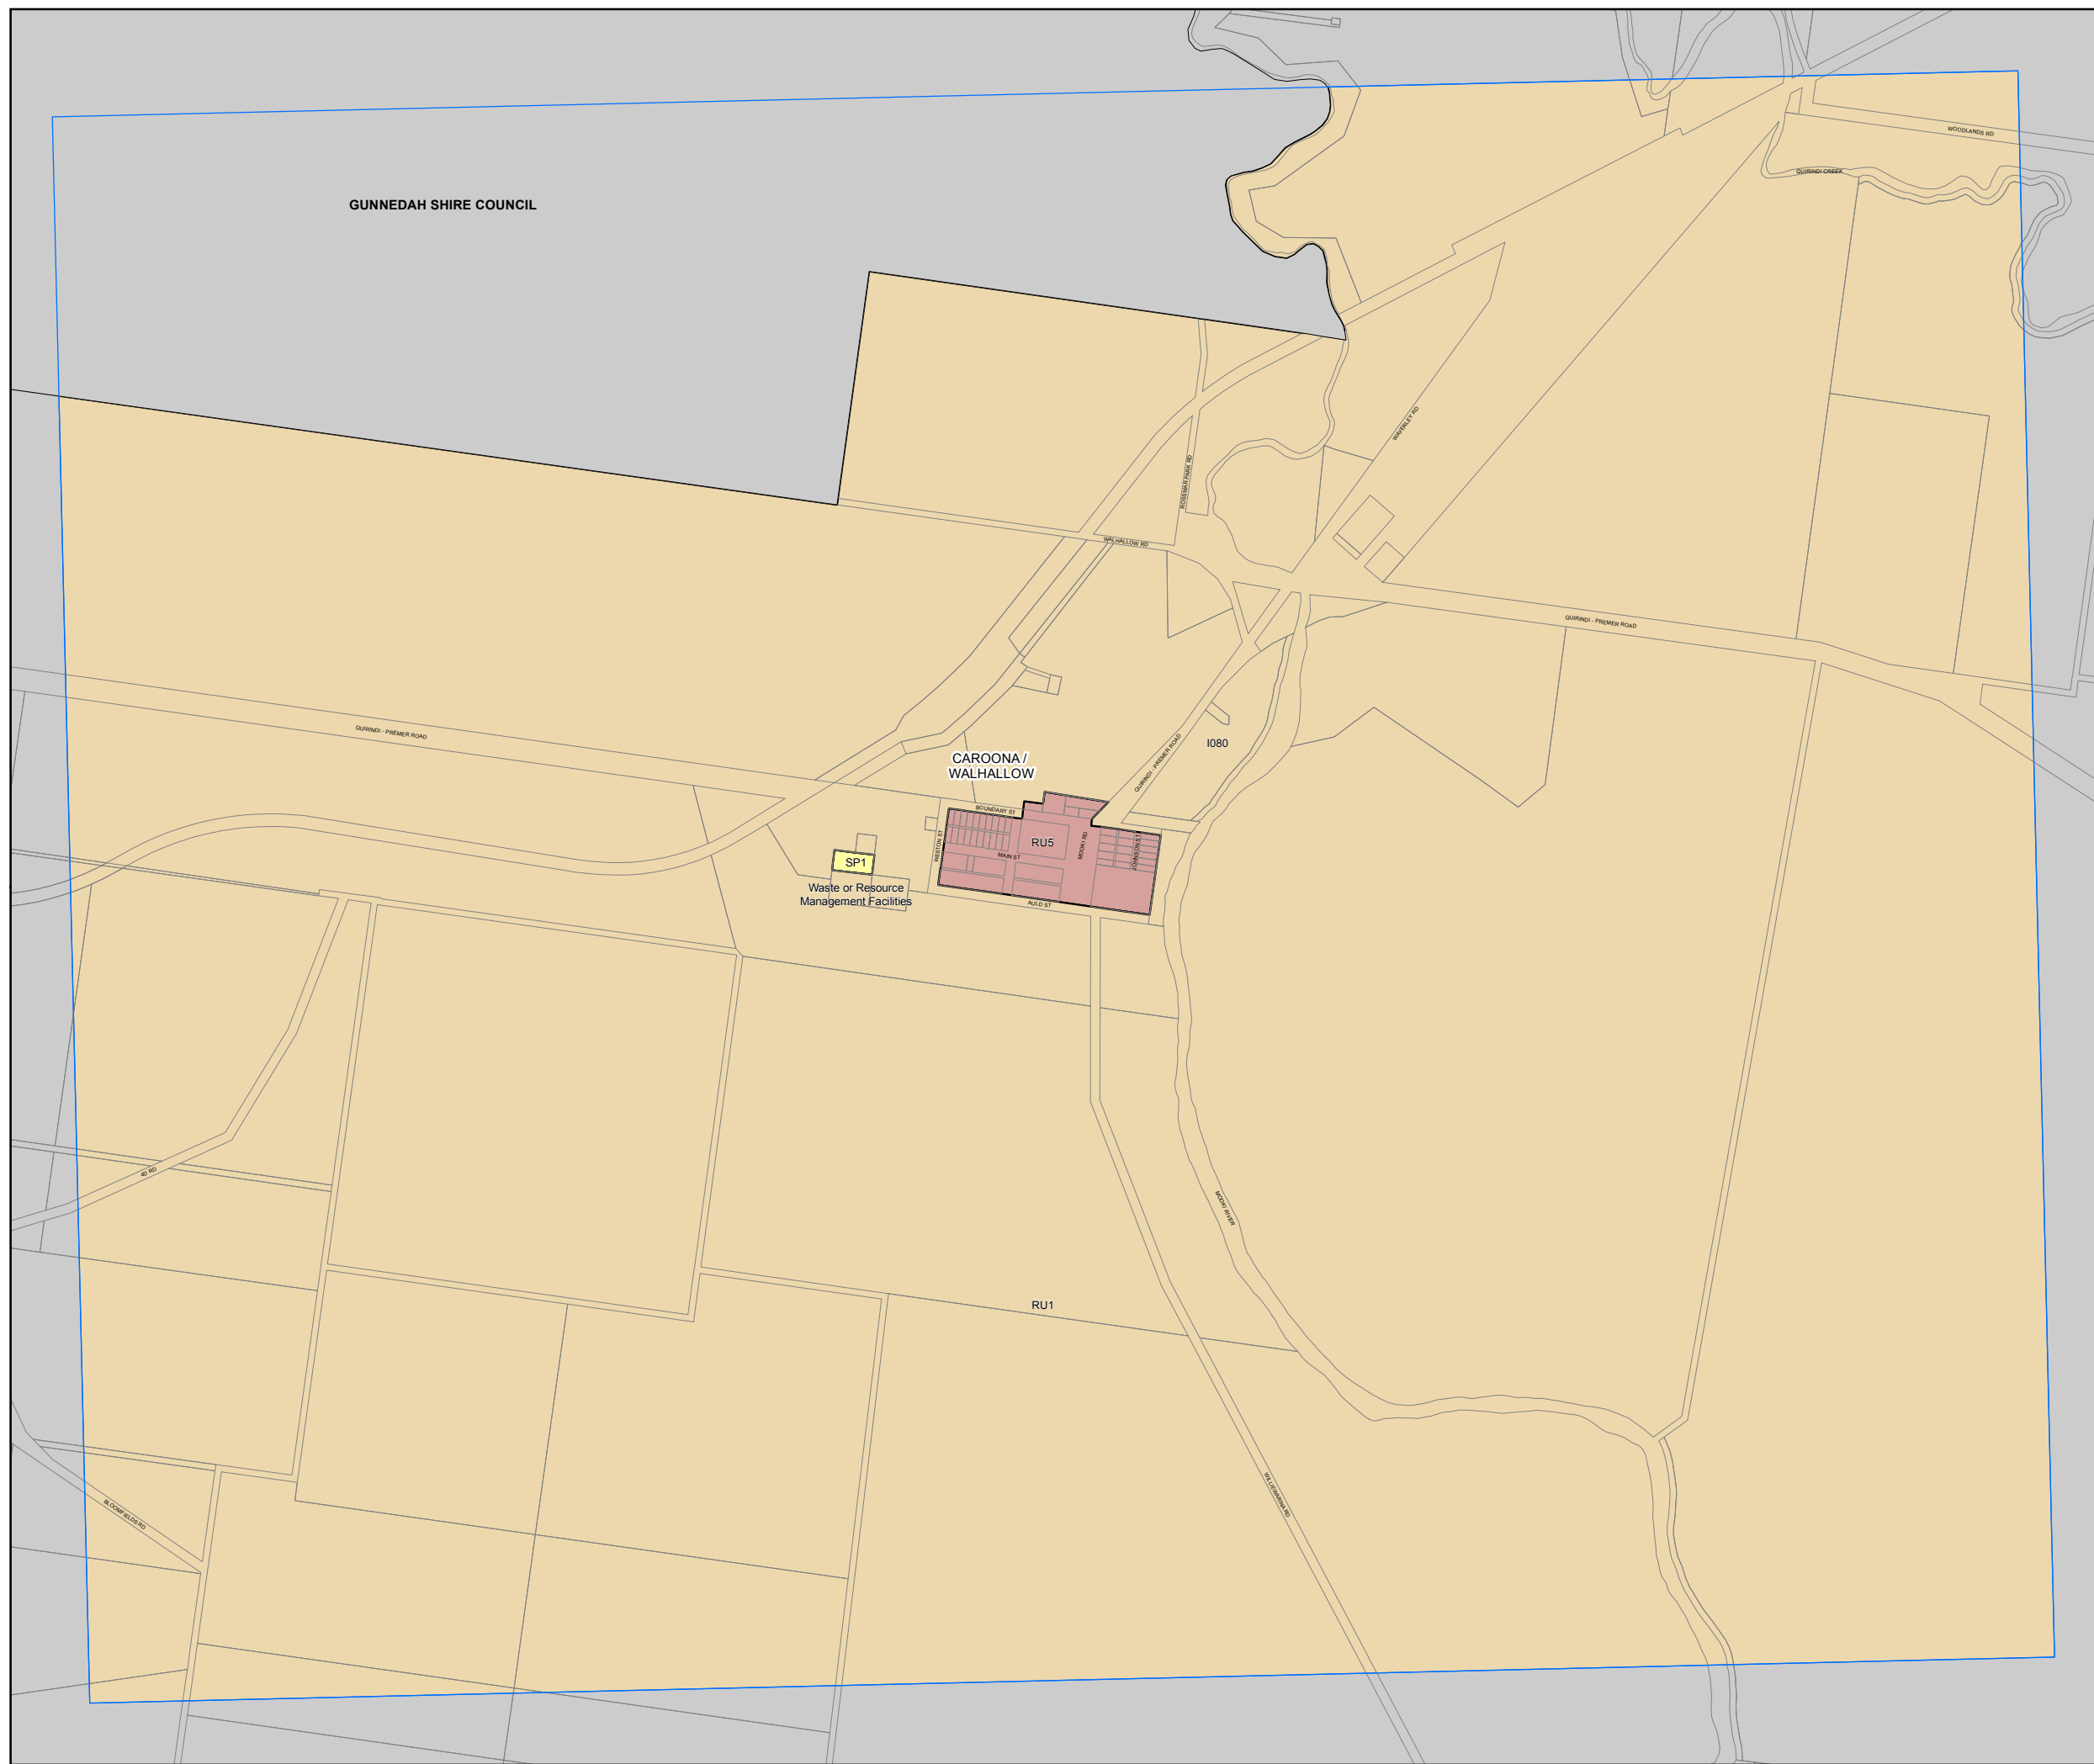 WOODLANDS RD
QUIRINDI CREEK
GUNNEDAH SHIRE COUNCIL
WAVERLEY RD
ROSSMAR PARK RD
WALHALLOW RD
QUIRINDI - PREMER ROAD
QUIRINDI - PREMER ROAD
I080
QUIRINDI - PREMER ROAD
CAROONA /
WALHALLOW
BOUNDARY ST
WESTON ST
RU5
MOOKI RD
JOHNSON ST
MAIN ST
SP1
Waste or Resource
Management Facilities
AULD ST
4D RD
MOOKI RIVER
RU1
WILLIEWARINA RD
BLOOMFIELDS RD